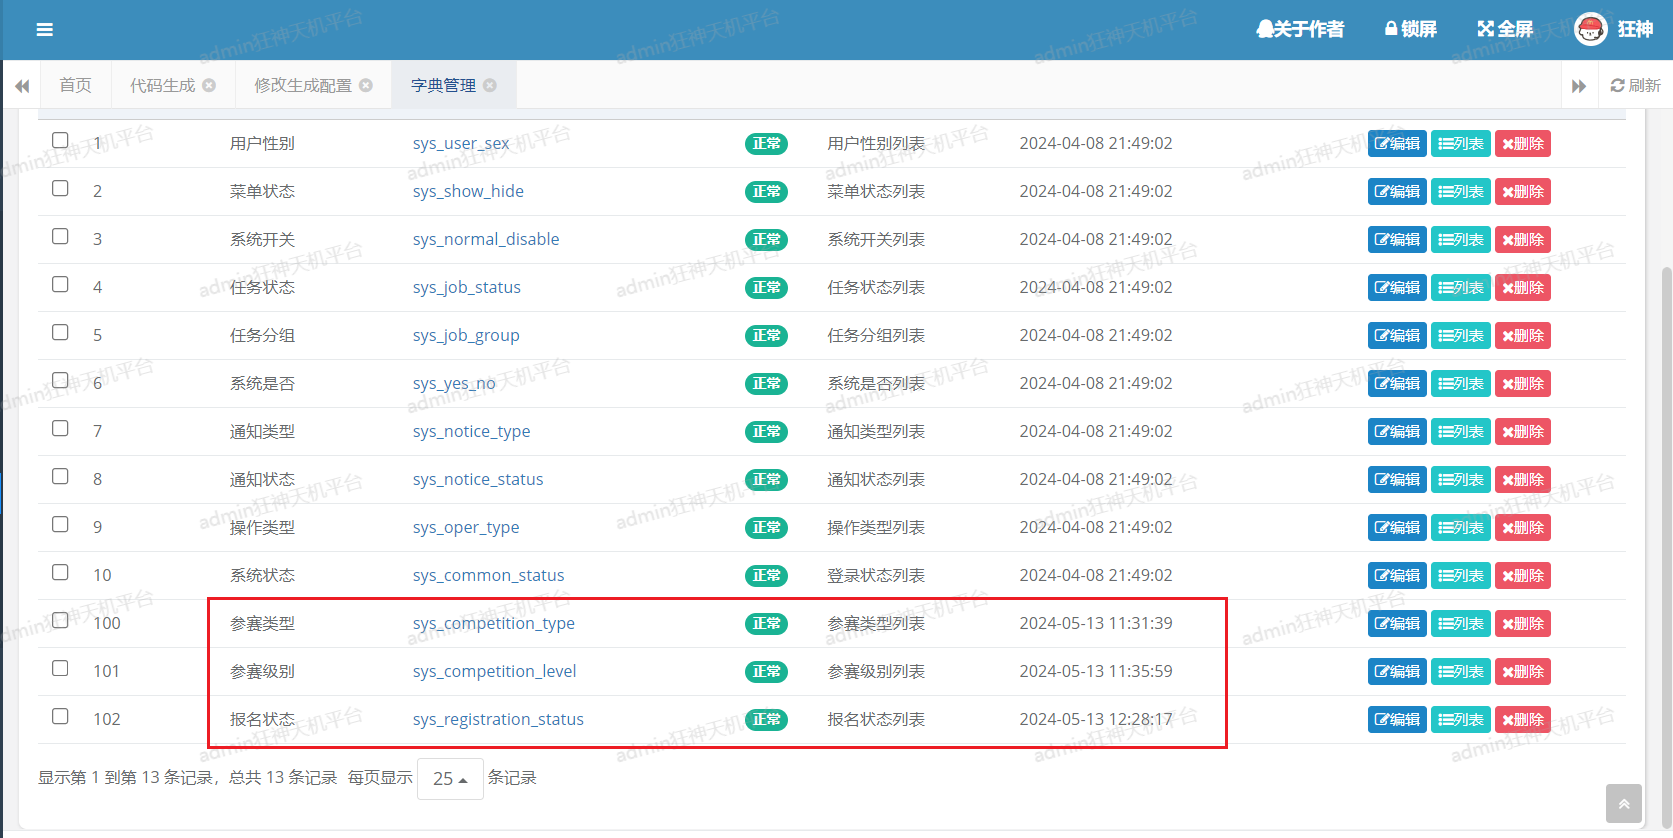 关于作者 锁屏 全屏 狂神
首页 代码生成 修改生成配置 字典管理 刷新
1 用户性别 sys_user_sex 正常 用户性别列表 2024-04-08 21:49:02 编辑 列表 删除
2 菜单状态 sys_show_hide 正常 菜单状态列表 2024-04-08 21:49:02 编辑 列表 删除
3 系统开关 sys_normal_disable 正常 系统开关列表 2024-04-08 21:49:02 编辑 列表 删除
4 任务状态 sys_job_status 正常 任务状态列表 2024-04-08 21:49:02 编辑 列表 删除
5 任务分组 sys_job_group 正常 任务分组列表 2024-04-08 21:49:02 编辑 列表 删除
6 系统是否 sys_yes_no 正常 系统是否列表 2024-04-08 21:49:02 编辑 列表 删除
7 通知类型 sys_notice_type 正常 通知类型列表 2024-04-08 21:49:02 编辑 列表 删除
8 通知状态 sys_notice_status 正常 通知状态列表 2024-04-08 21:49:02 编辑 列表 删除
9 操作类型 sys_oper_type 正常 操作类型列表 2024-04-08 21:49:02 编辑 列表 删除
10 系统状态 sys_common_status 正常 登录状态列表 2024-04-08 21:49:02 编辑 列表 删除
100 参赛类型 sys_competition_type 正常 参赛类型列表 2024-05-13 11:31:39 编辑 列表 删除
101 参赛级别 sys_competition_level 正常 参赛级别列表 2024-05-13 11:35:59 编辑 列表 删除
102 报名状态 sys_registration_status 正常 报名状态列表 2024-05-13 12:28:17 编辑 列表 删除
显示第 1 到第 13 条记录，总共 13 条记录 每页显示 25 条记录
admin狂神天机平台